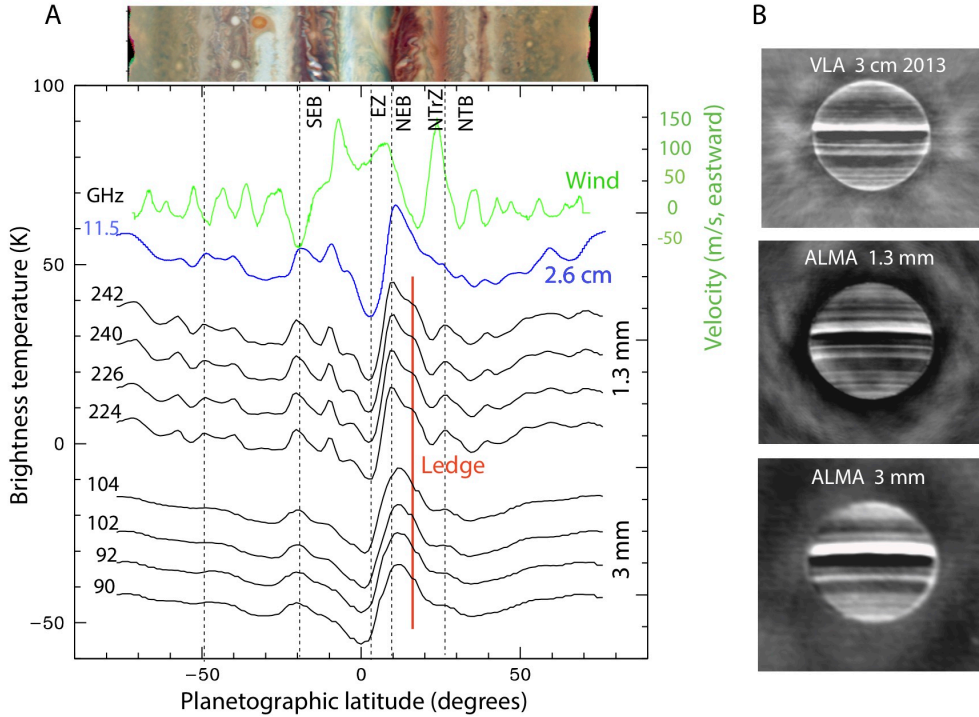 A
B
SEB
EZ
NEB
NTrZ
NTB
100
50
0
−50
Brightness temperature (K)
GHz
11.5
242
240
226
224
104
102
92
90
Wind
2.6 cm
Ledge
150
100
50
0
-50
Velocity (m/s, eastward)
1.3 mm
3 mm
−50
0
50
Planetographic latitude (degrees)
VLA 3 cm 2013
ALMA 1.3 mm
ALMA 3 mm